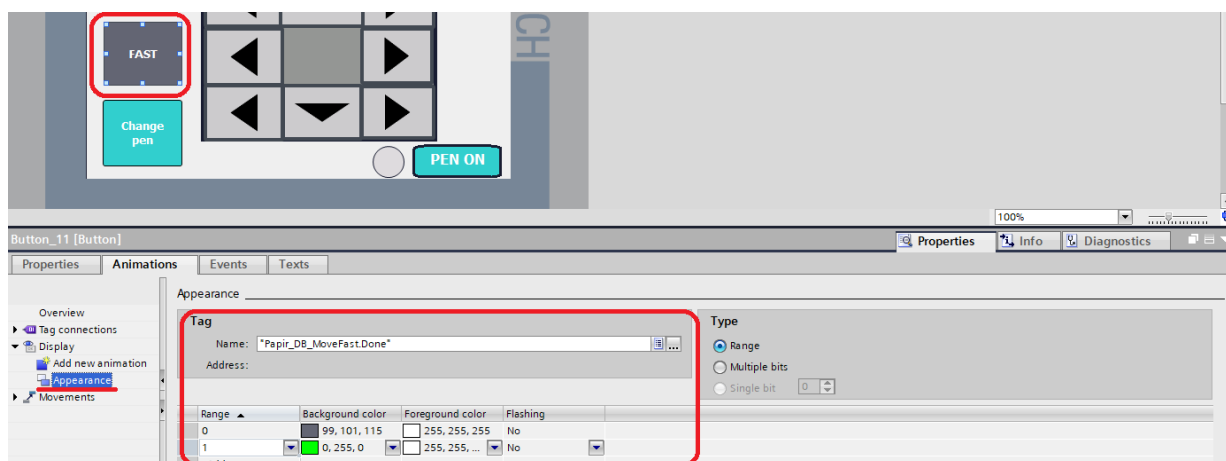 CH
FAST
Change
pen
PEN ON
100%
Button_11 [Button]
Properties
Info
Diagnostics
Properties
Animations
Events
Texts
Appearance
Overview
Tag connections
Display
Add new animation
Appearance
Movements
Tag
Name: "Papir_DB_MoveFast.Done"
Address:
Type
Range
Multiple bits
Single bit 0
Range Background color Foreground color Flashing
0 99, 101, 115 255, 255, 255 No
1 0, 255, 0 255, 255, ... No